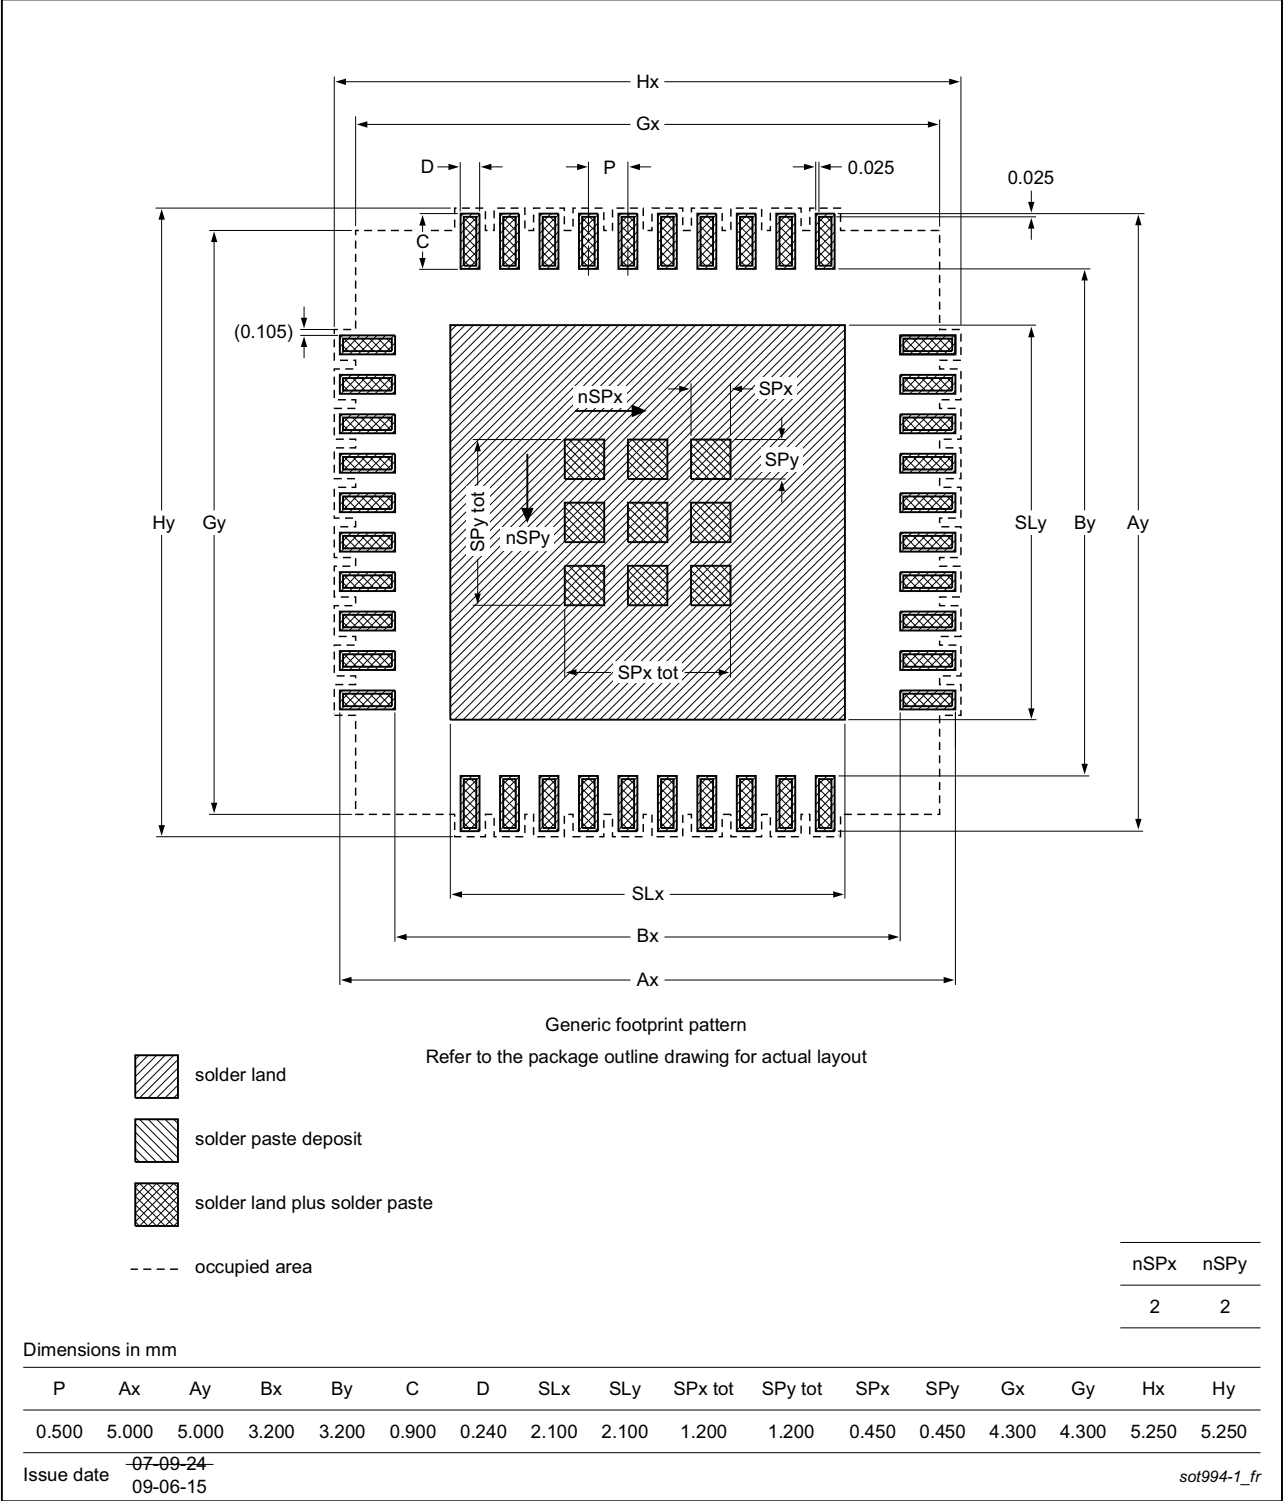 Hx
Gx
D P 0.025
0.025
C
(0.105)
nSPx SPx
SPy
SPy tot
nSPy
Hy Gy SLy By Ay
SPx tot
SLx
Bx
Ax
Generic footprint pattern
Refer to the package outline drawing for actual layout
solder land
solder paste deposit
solder land plus solder paste
occupied area
nSPx nSPy
2 2
Dimensions in mm
P Ax Ay Bx By C D SLx SLy SPx tot SPy tot SPx SPy Gx Gy Hx Hy
0.500 5.000 5.000 3.200 3.200 0.900 0.240 2.100 2.100 1.200 1.200 0.450 0.450 4.300 4.300 5.250 5.250
Issue date 07-09-24
09-06-15
sot994-1_fr